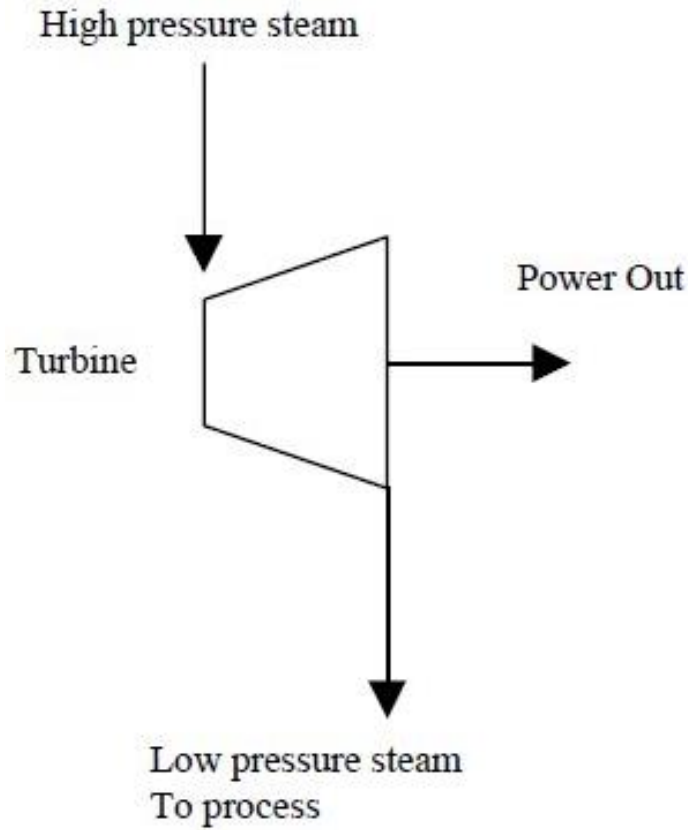 High pressure steam
Power Out
Turbine
Low pressure steam
To process